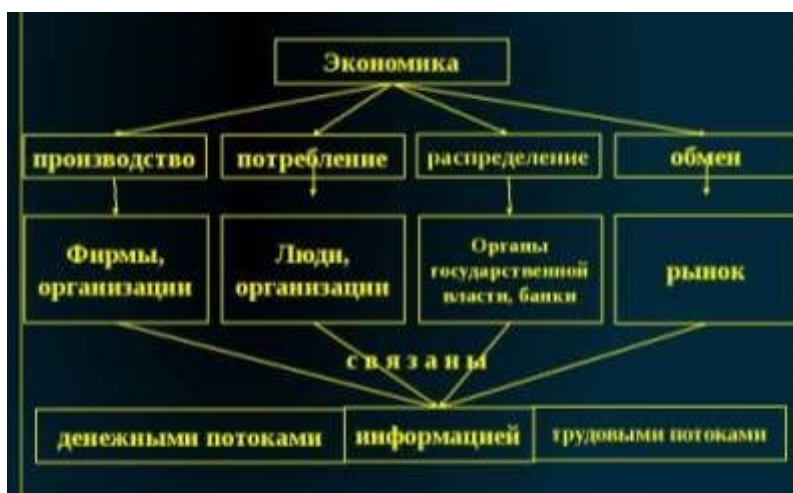 Экономика
производство
потребление
распределение
обмен
Фирмы,
организации
Люди,
организации
Органы
государственной
власти, банки
рынок
связаны
денежными потоками
информацией
трудовыми потоками